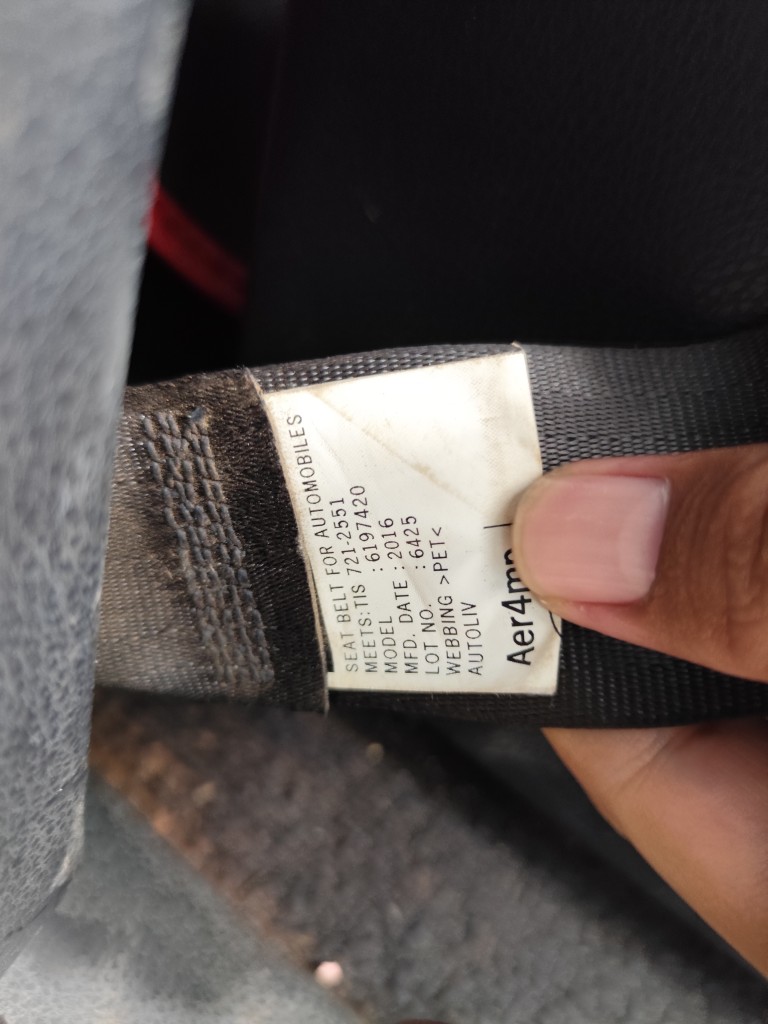 SEAT BELT FOR AUTOMOBILES
MEETS: TIS 721-2551
MODEL : 6197420
MFD. DATE : 2016
LOT NO. : 6425
WEBBING >PET<
AUTOLIV